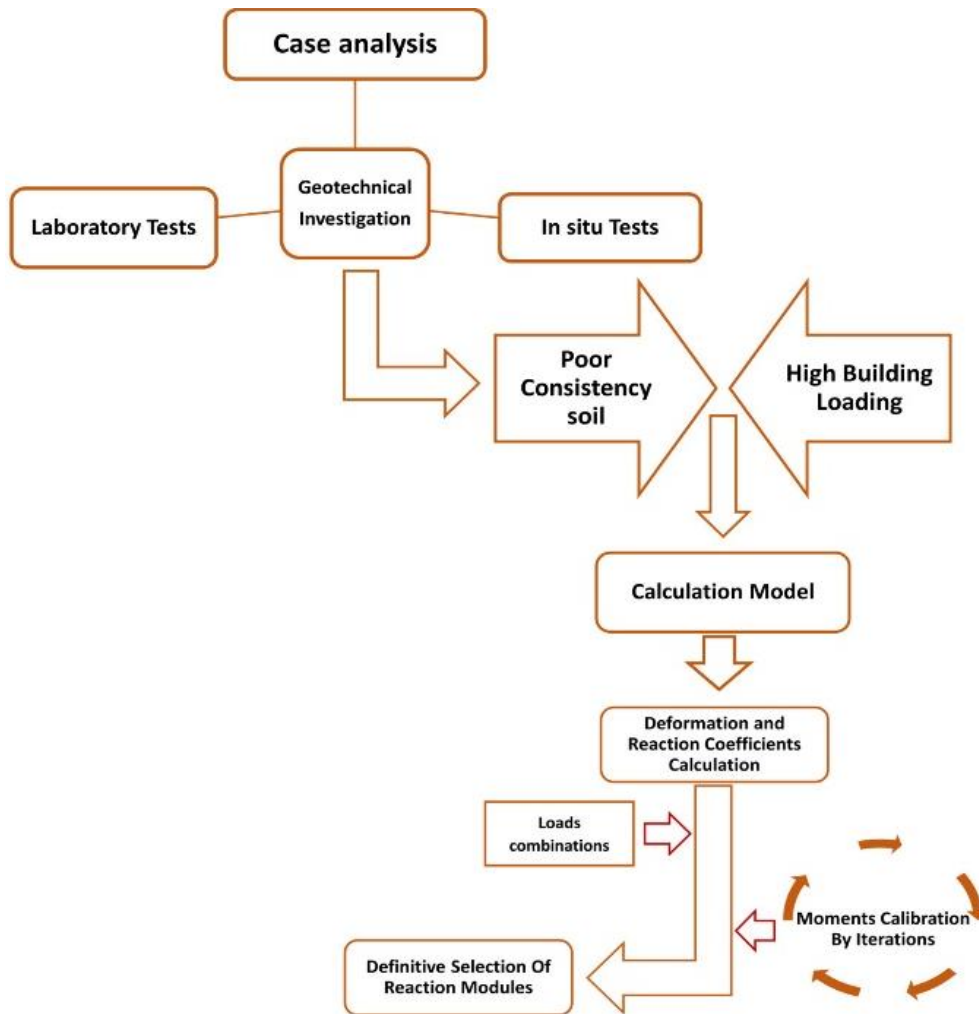 Case analysis
Geotechnical
Investigation
Laboratory Tests
In situ Tests
Poor
Consistency
soil
High Building
Loading
Calculation Model
Deformation and
Reaction Coefficients
Calculation
Loads
combinations
Moments Calibration
By Iterations
Definitive Selection Of
Reaction Modules